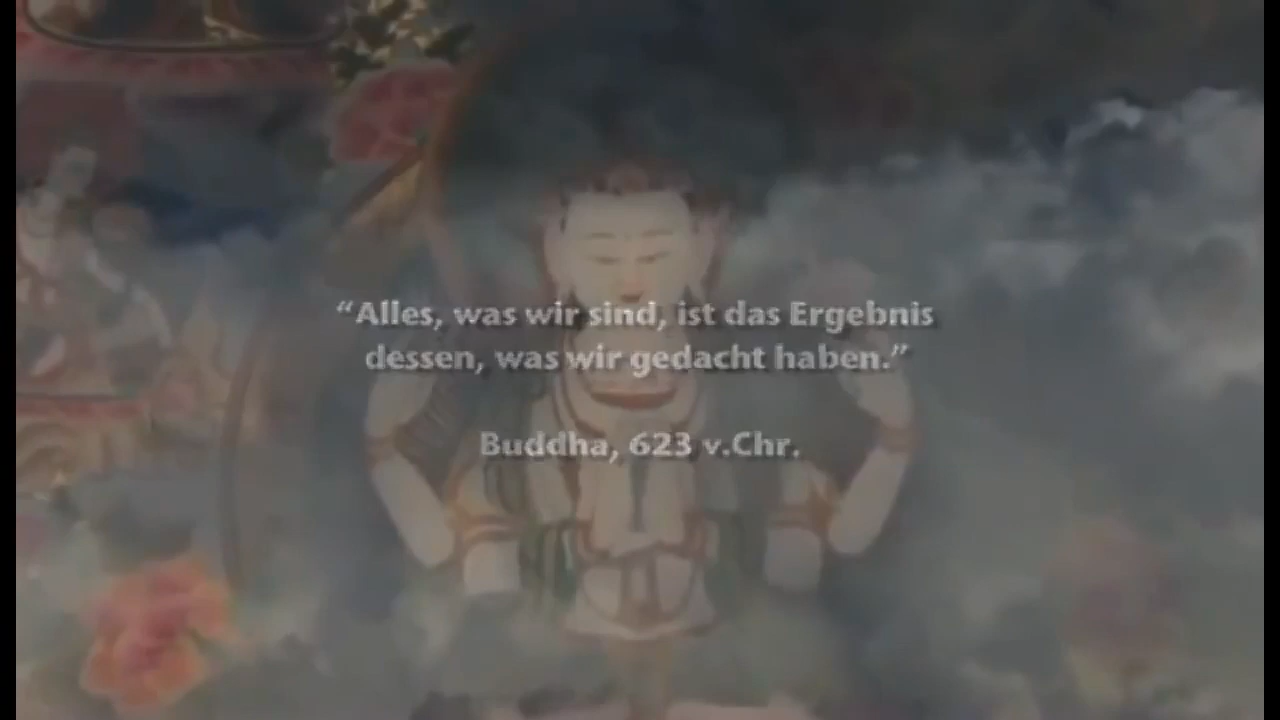 “Alles, was wir sind, ist das Ergebnis
dessen, was wir gedacht haben.”
Buddha, 623 v.Chr.